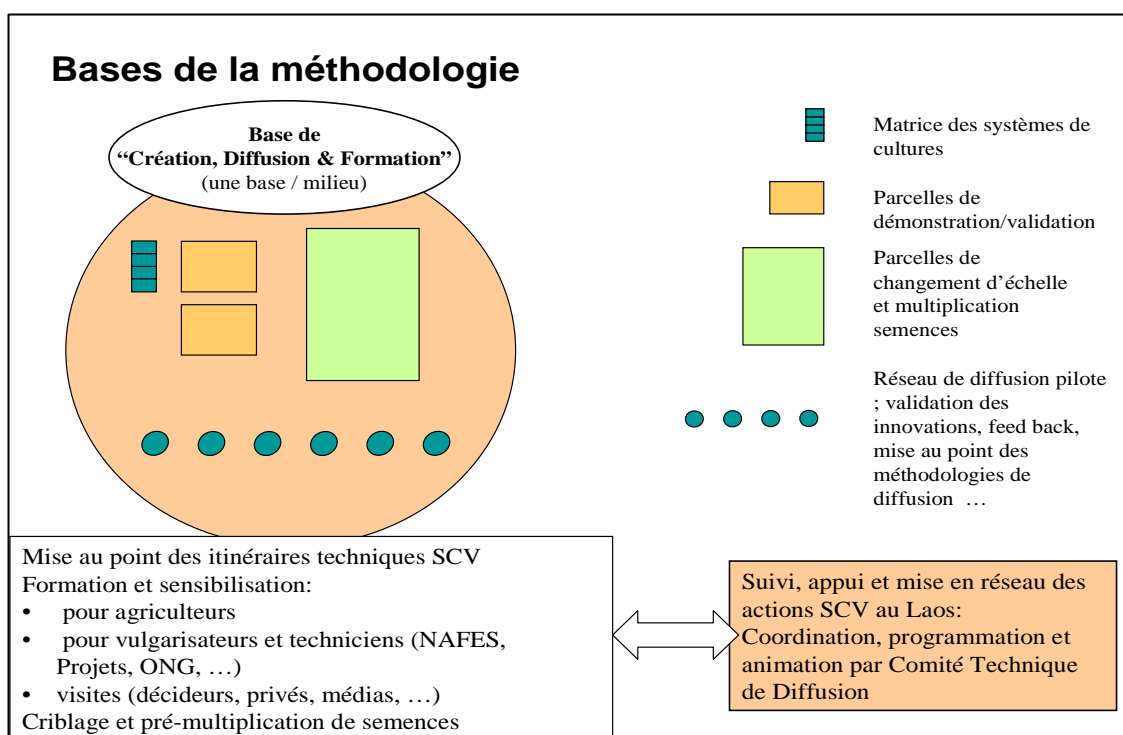 Bases de la méthodologie
Base de
“Création, Diffusion & Formation”
(une base / milieu)
Matrice des systèmes de
cultures
Parcelles de
démonstration/validation
Parcelles de
changement d’échelle
et multiplication
semences
Réseau de diffusion pilote
; validation des
innovations, feed back,
mise au point des
méthodologies de
diffusion …
Mise au point des itinéraires techniques SCV
Formation et sensibilisation:
• pour agriculteurs
• pour vulgarisateurs et techniciens (NAFES,
Projets, ONG, …)
• visites (décideurs, privés, médias, …)
Criblage et pré-multiplication de semences
Suivi, appui et mise en réseau des
actions SCV au Laos:
Coordination, programmation et
animation par Comité Technique
de Diffusion